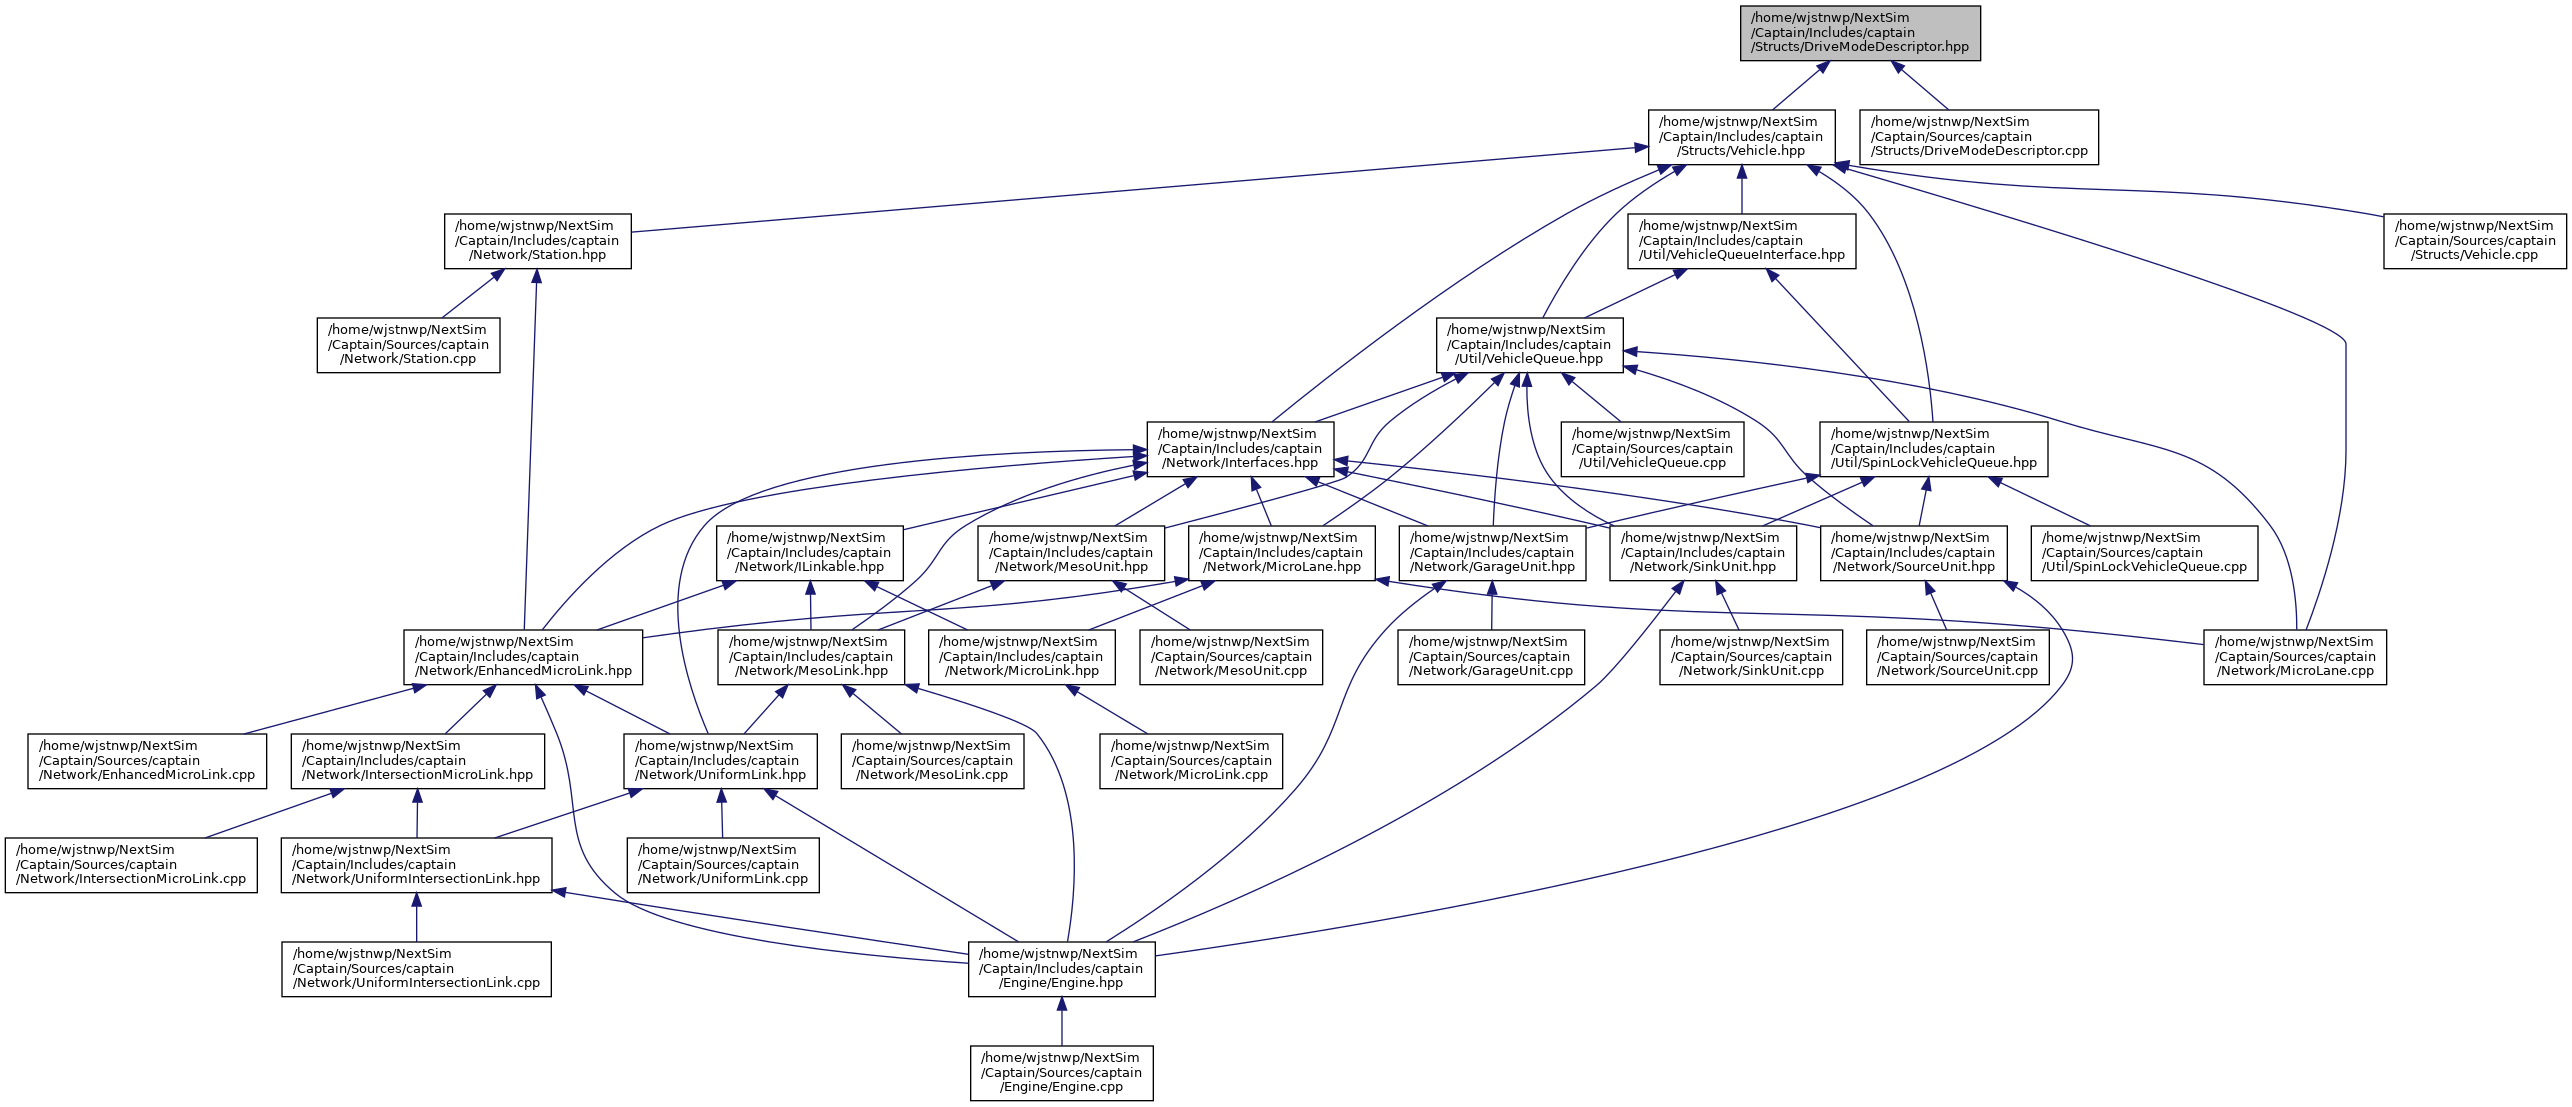 /home/wjstnwp/NextSim
/Captain/Includes/captain
/Structs/DriveModeDescriptor.hpp
/home/wjstnwp/NextSim
/Captain/Includes/captain
/Structs/Vehicle.hpp
/home/wjstnwp/NextSim
/Captain/Sources/captain
/Structs/DriveModeDescriptor.cpp
/home/wjstnwp/NextSim
/Captain/Includes/captain
/Network/Station.hpp
/home/wjstnwp/NextSim
/Captain/Includes/captain
/Util/VehicleQueueInterface.hpp
/home/wjstnwp/NextSim
/Captain/Sources/captain
/Structs/Vehicle.cpp
/home/wjstnwp/NextSim
/Captain/Sources/captain
/Network/Station.cpp
/home/wjstnwp/NextSim
/Captain/Includes/captain
/Util/VehicleQueue.hpp
/home/wjstnwp/NextSim
/Captain/Includes/captain
/Network/Interfaces.hpp
/home/wjstnwp/NextSim
/Captain/Sources/captain
/Util/VehicleQueue.cpp
/home/wjstnwp/NextSim
/Captain/Includes/captain
/Util/SpinLockVehicleQueue.hpp
/home/wjstnwp/NextSim
/Captain/Includes/captain
/Network/ILinkable.hpp
/home/wjstnwp/NextSim
/Captain/Includes/captain
/Network/MesoUnit.hpp
/home/wjstnwp/NextSim
/Captain/Includes/captain
/Network/MicroLane.hpp
/home/wjstnwp/NextSim
/Captain/Includes/captain
/Network/GarageUnit.hpp
/home/wjstnwp/NextSim
/Captain/Includes/captain
/Network/SinkUnit.hpp
/home/wjstnwp/NextSim
/Captain/Includes/captain
/Network/SourceUnit.hpp
/home/wjstnwp/NextSim
/Captain/Sources/captain
/Util/SpinLockVehicleQueue.cpp
/home/wjstnwp/NextSim
/Captain/Includes/captain
/Network/EnhancedMicroLink.hpp
/home/wjstnwp/NextSim
/Captain/Includes/captain
/Network/MesoLink.hpp
/home/wjstnwp/NextSim
/Captain/Includes/captain
/Network/MicroLink.hpp
/home/wjstnwp/NextSim
/Captain/Sources/captain
/Network/MesoUnit.cpp
/home/wjstnwp/NextSim
/Captain/Sources/captain
/Network/GarageUnit.cpp
/home/wjstnwp/NextSim
/Captain/Sources/captain
/Network/SinkUnit.cpp
/home/wjstnwp/NextSim
/Captain/Sources/captain
/Network/SourceUnit.cpp
/home/wjstnwp/NextSim
/Captain/Sources/captain
/Network/MicroLane.cpp
/home/wjstnwp/NextSim
/Captain/Sources/captain
/Network/EnhancedMicroLink.cpp
/home/wjstnwp/NextSim
/Captain/Includes/captain
/Network/IntersectionMicroLink.hpp
/home/wjstnwp/NextSim
/Captain/Includes/captain
/Network/UniformLink.hpp
/home/wjstnwp/NextSim
/Captain/Sources/captain
/Network/MesoLink.cpp
/home/wjstnwp/NextSim
/Captain/Sources/captain
/Network/MicroLink.cpp
/home/wjstnwp/NextSim
/Captain/Sources/captain
/Network/IntersectionMicroLink.cpp
/home/wjstnwp/NextSim
/Captain/Includes/captain
/Network/UniformIntersectionLink.hpp
/home/wjstnwp/NextSim
/Captain/Sources/captain
/Network/UniformLink.cpp
/home/wjstnwp/NextSim
/Captain/Sources/captain
/Network/UniformIntersectionLink.cpp
/home/wjstnwp/NextSim
/Captain/Includes/captain
/Engine/Engine.hpp
/home/wjstnwp/NextSim
/Captain/Sources/captain
/Engine/Engine.cpp